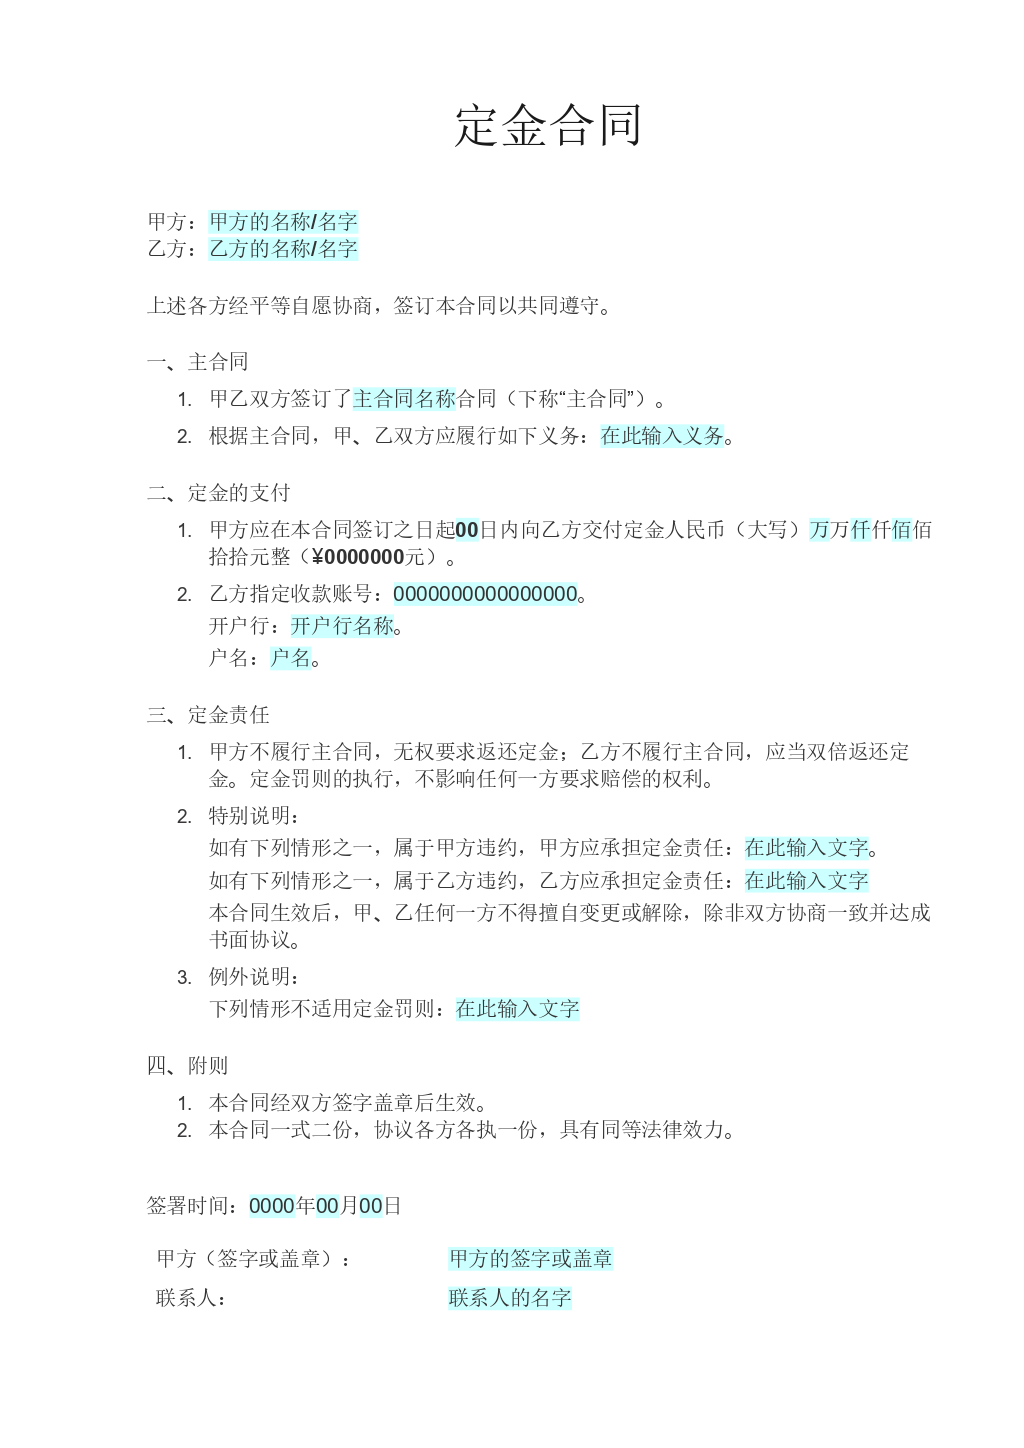 定金合同
甲方：甲方的名称/名字
乙方：乙方的名称/名字
上述各方经平等自愿协商，签订本合同以共同遵守。
一、主合同
1. 甲乙双方签订了主合同名称合同（下称“主合同”）。
2. 根据主合同，甲、乙双方应履行如下义务：在此输入义务。
二、定金的支付
1. 甲方应在本合同签订之日起00日内向乙方交付定金人民币（大写）万万仟仟佰佰
拾拾元整（¥0000000元）。
2. 乙方指定收款账号：0000000000000000。
开户行：开户行名称。
户名：户名。
三、定金责任
1. 甲方不履行主合同，无权要求返还定金；乙方不履行主合同，应当双倍返还定
金。定金罚则的执行，不影响任何一方要求赔偿的权利。
2. 特别说明：
如有下列情形之一，属于甲方违约，甲方应承担定金责任：在此输入文字。
如有下列情形之一，属于乙方违约，乙方应承担定金责任：在此输入文字
本合同生效后，甲、乙任何一方不得擅自变更或解除，除非双方协商一致并达成
书面协议。
3. 例外说明：
下列情形不适用定金罚则：在此输入文字
四、附则
1. 本合同经双方签字盖章后生效。
2. 本合同一式二份，协议各方各执一份，具有同等法律效力。
签署时间：0000年00月00日
甲方（签字或盖章）： 甲方的签字或盖章
联系人： 联系人的名字